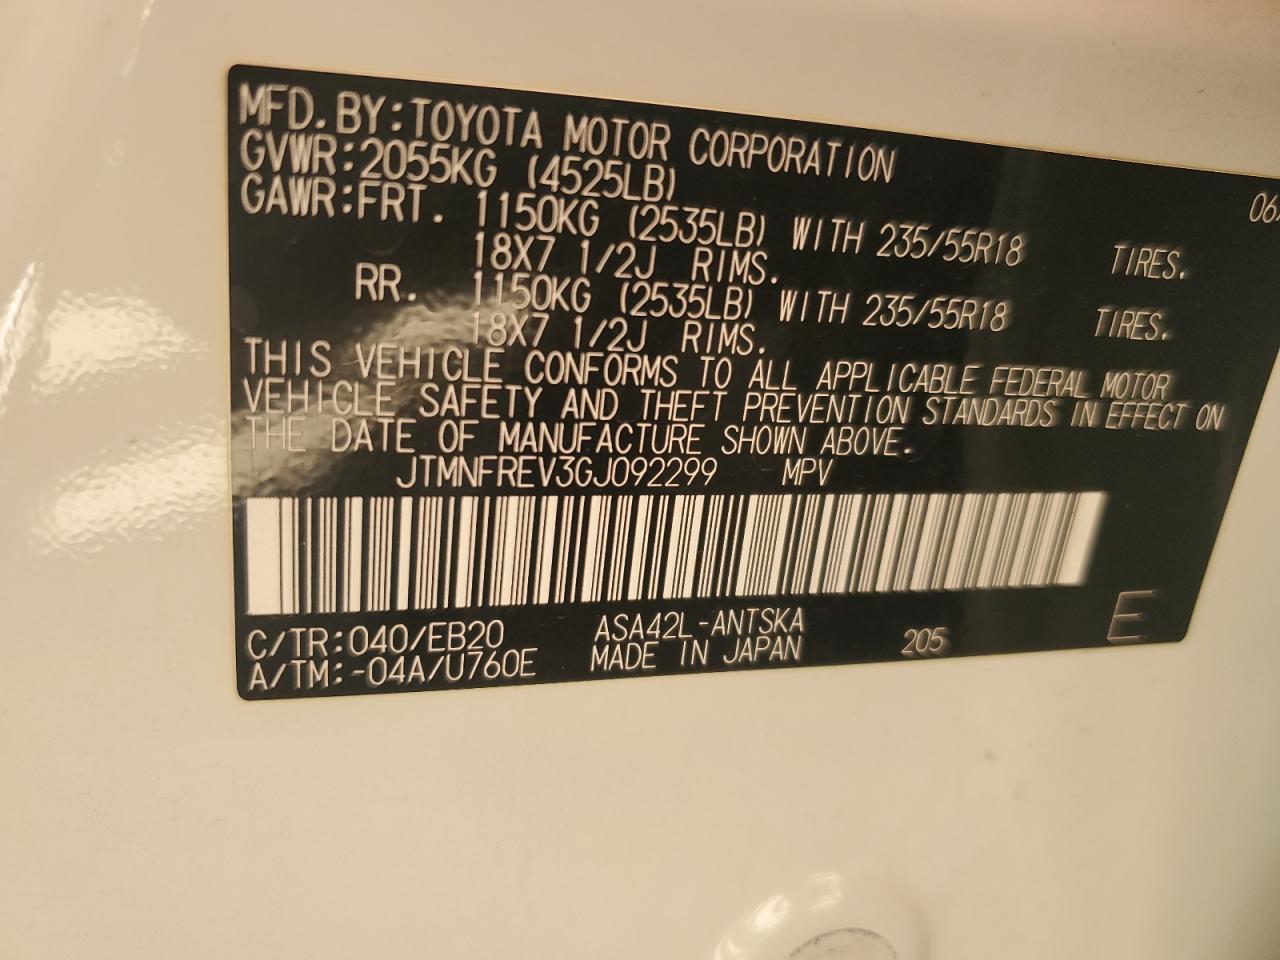 MFD.BY:TOYOTA MOTOR CORPORATION 06
GVWR:2055KG (4525LB)
GAWR:FRT. 1150KG (2535LB) WITH 235/55R18 TIRES.
18X7 1/2J RIMS.
RR. 1150KG (2535LB) WITH 235/55R18 TIRES.
18X7 1/2J RIMS.
THIS VEHICLE CONFORMS TO ALL APPLICABLE FEDERAL MOTOR
VEHICLE SAFETY AND THEFT PREVENTION STANDARDS IN EFFECT ON
THE DATE OF MANUFACTURE SHOWN ABOVE.
JTMNFREV3GJ092299 MPV
C/TR:040/EB20 ASA42L-ANTSKA 205 E
A/TM:-04A/U760E MADE IN JAPAN